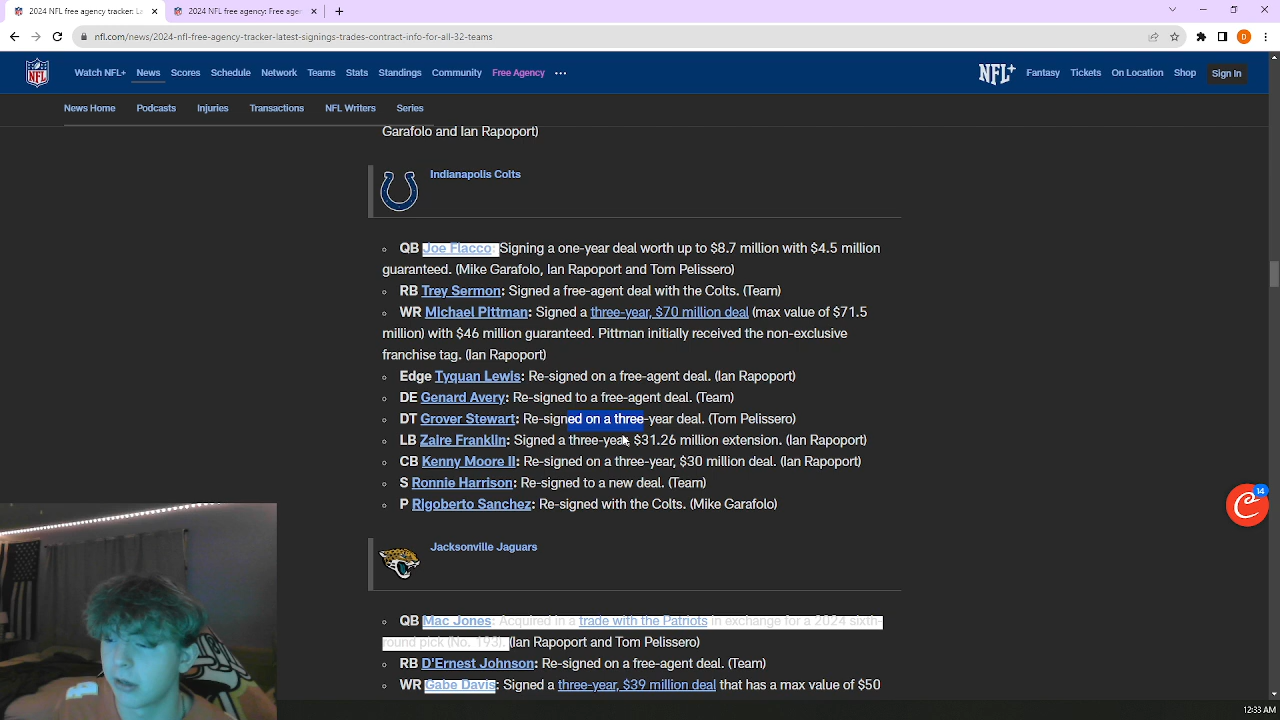 2024 NFL free agency tracker: La
2024 NFL free agency: Free age
nfl.com/news/2024-nfl-free-agency-tracker-latest-signings-trades-contract-info-for-all-32-teams
D
NFL
Watch NFL+ News Scores Schedule Network Teams Stats Standings Community Free Agency ...
NFL+ Fantasy Tickets On Location Shop Sign In
News Home Podcasts Injuries Transactions NFL Writers Series
Garafolo and Ian Rapoport)
Indianapolis Colts
QB Joe Flacco: Signing a one-year deal worth up to $8.7 million with $4.5 million
guaranteed. (Mike Garafolo, Ian Rapoport and Tom Pelissero)
RB Trey Sermon: Signed a free-agent deal with the Colts. (Team)
WR Michael Pittman: Signed a three-year, $70 million deal (max value of $71.5
million) with $46 million guaranteed. Pittman initially received the non-exclusive
franchise tag. (Ian Rapoport)
Edge Tyquan Lewis: Re-signed on a free-agent deal. (Ian Rapoport)
DE Genard Avery: Re-signed to a free-agent deal. (Team)
DT Grover Stewart: Re-signed on a three-year deal. (Tom Pelissero)
LB Zaire Franklin: Signed a three-year, $31.26 million extension. (Ian Rapoport)
CB Kenny Moore II: Re-signed on a three-year, $30 million deal. (Ian Rapoport)
S Ronnie Harrison: Re-signed to a new deal. (Team)
P Rigoberto Sanchez: Re-signed with the Colts. (Mike Garafolo)
14
Jacksonville Jaguars
QB Mac Jones: Acquired in a trade with the Patriots in exchange for a 2024 sixth-
round pick (No. 193). (Ian Rapoport and Tom Pelissero)
RB D'Ernest Johnson: Re-signed on a free-agent deal. (Team)
WR Gabe Davis: Signed a three-year, $39 million deal that has a max value of $50
12:33 AM